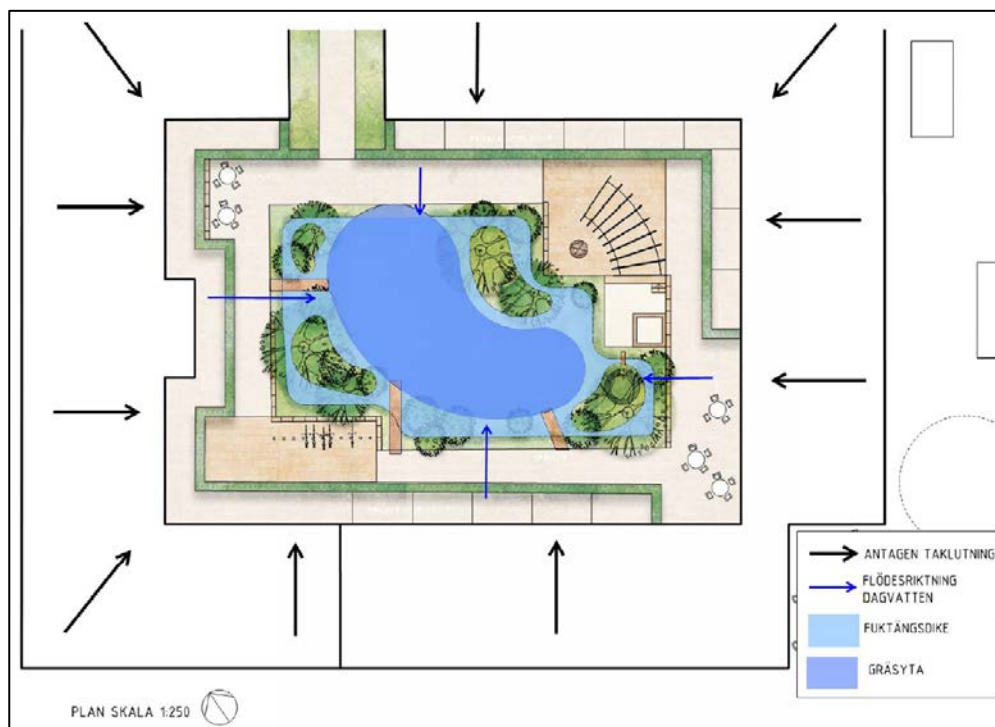 ANTAGEN TAKLUTNING
FLÖDESRIKTNING
DAGVATTEN
FUKTÄNGSDIKE
GRÄSYTA
PLAN SKALA 1:250